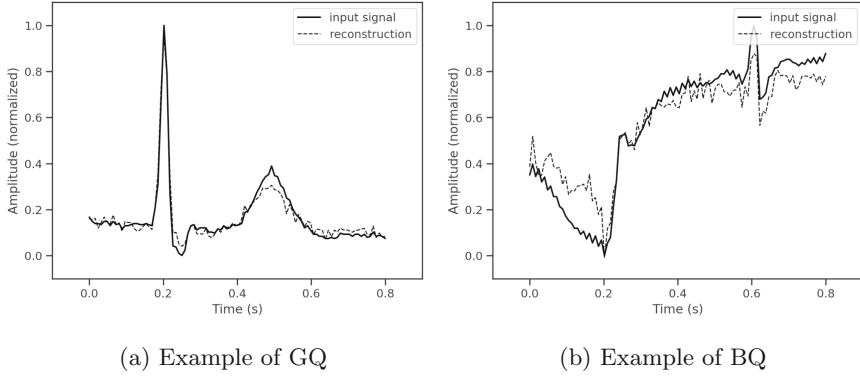 input signal
reconstruction
1.0
0.8
0.6
0.4
0.2
0.0
Amplitude (normalized)
0.0 0.2 0.4 0.6 0.8
Time (s)
(a) Example of GQ
input signal
reconstruction
1.0
0.8
0.6
0.4
0.2
0.0
Amplitude (normalized)
0.0 0.2 0.4 0.6 0.8
Time (s)
(b) Example of BQ